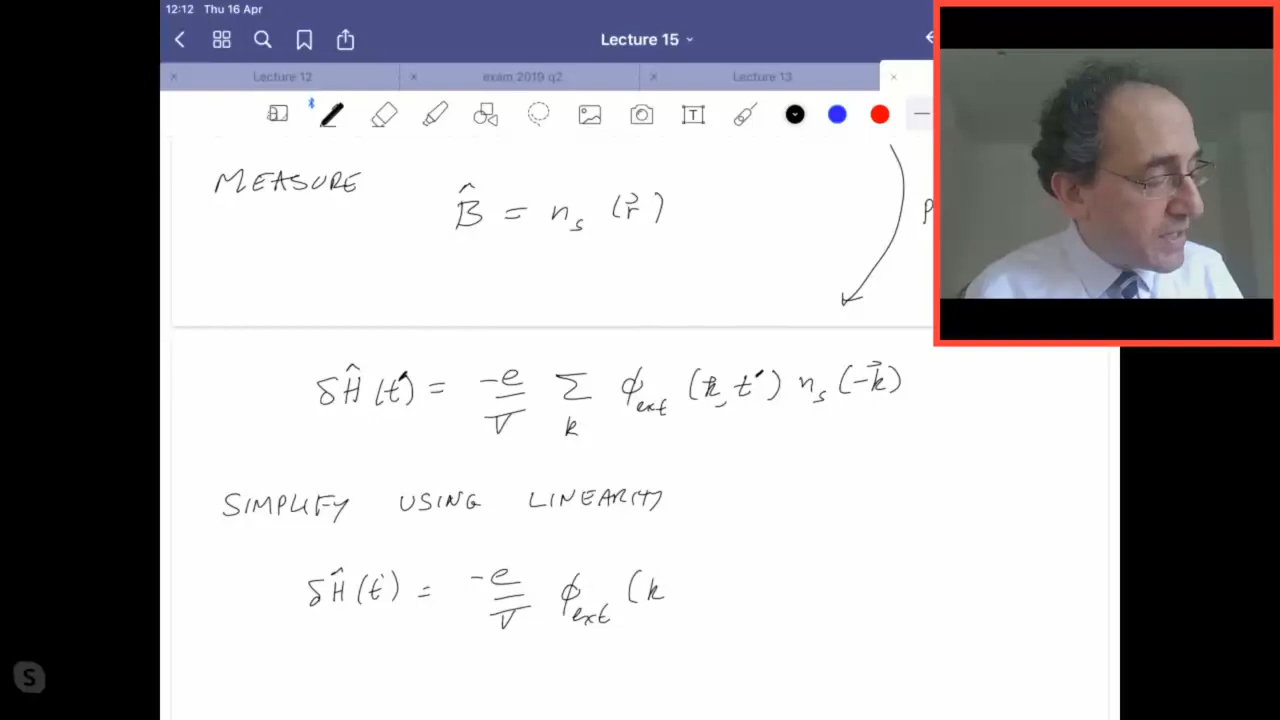 12:12 Thu 16 Apr
Lecture 15
Lecture 12
exam 2019 q2
Lecture 13
MEASURE
B̂ = n_s (r⃗)
P
δĤ(t') = -e/V ∑_k ϕ_ext (k, t') n_s (-k⃗)
SIMPLIFY USING LINEARITY
δĤ(t') = -e/V ϕ_ext (k
S